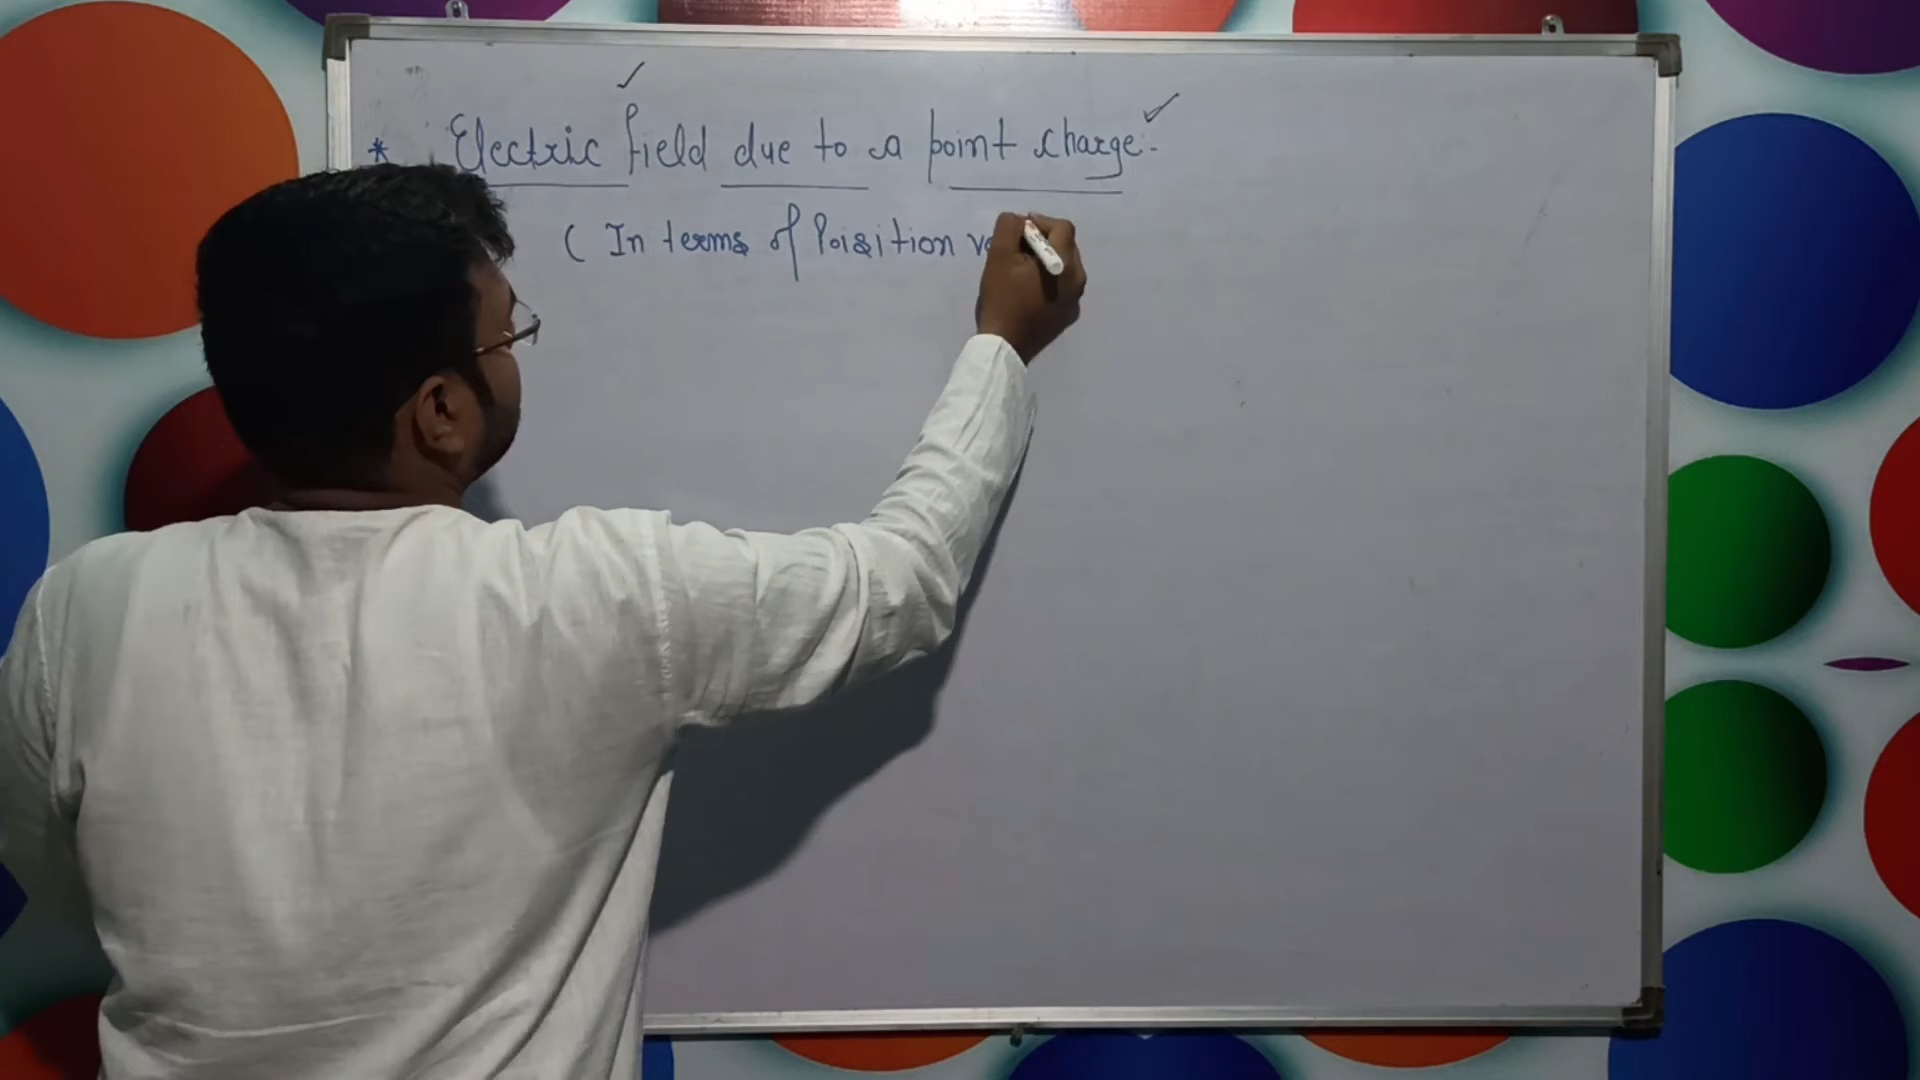 * Electric field due to a point charge:-
( In terms of Poisition